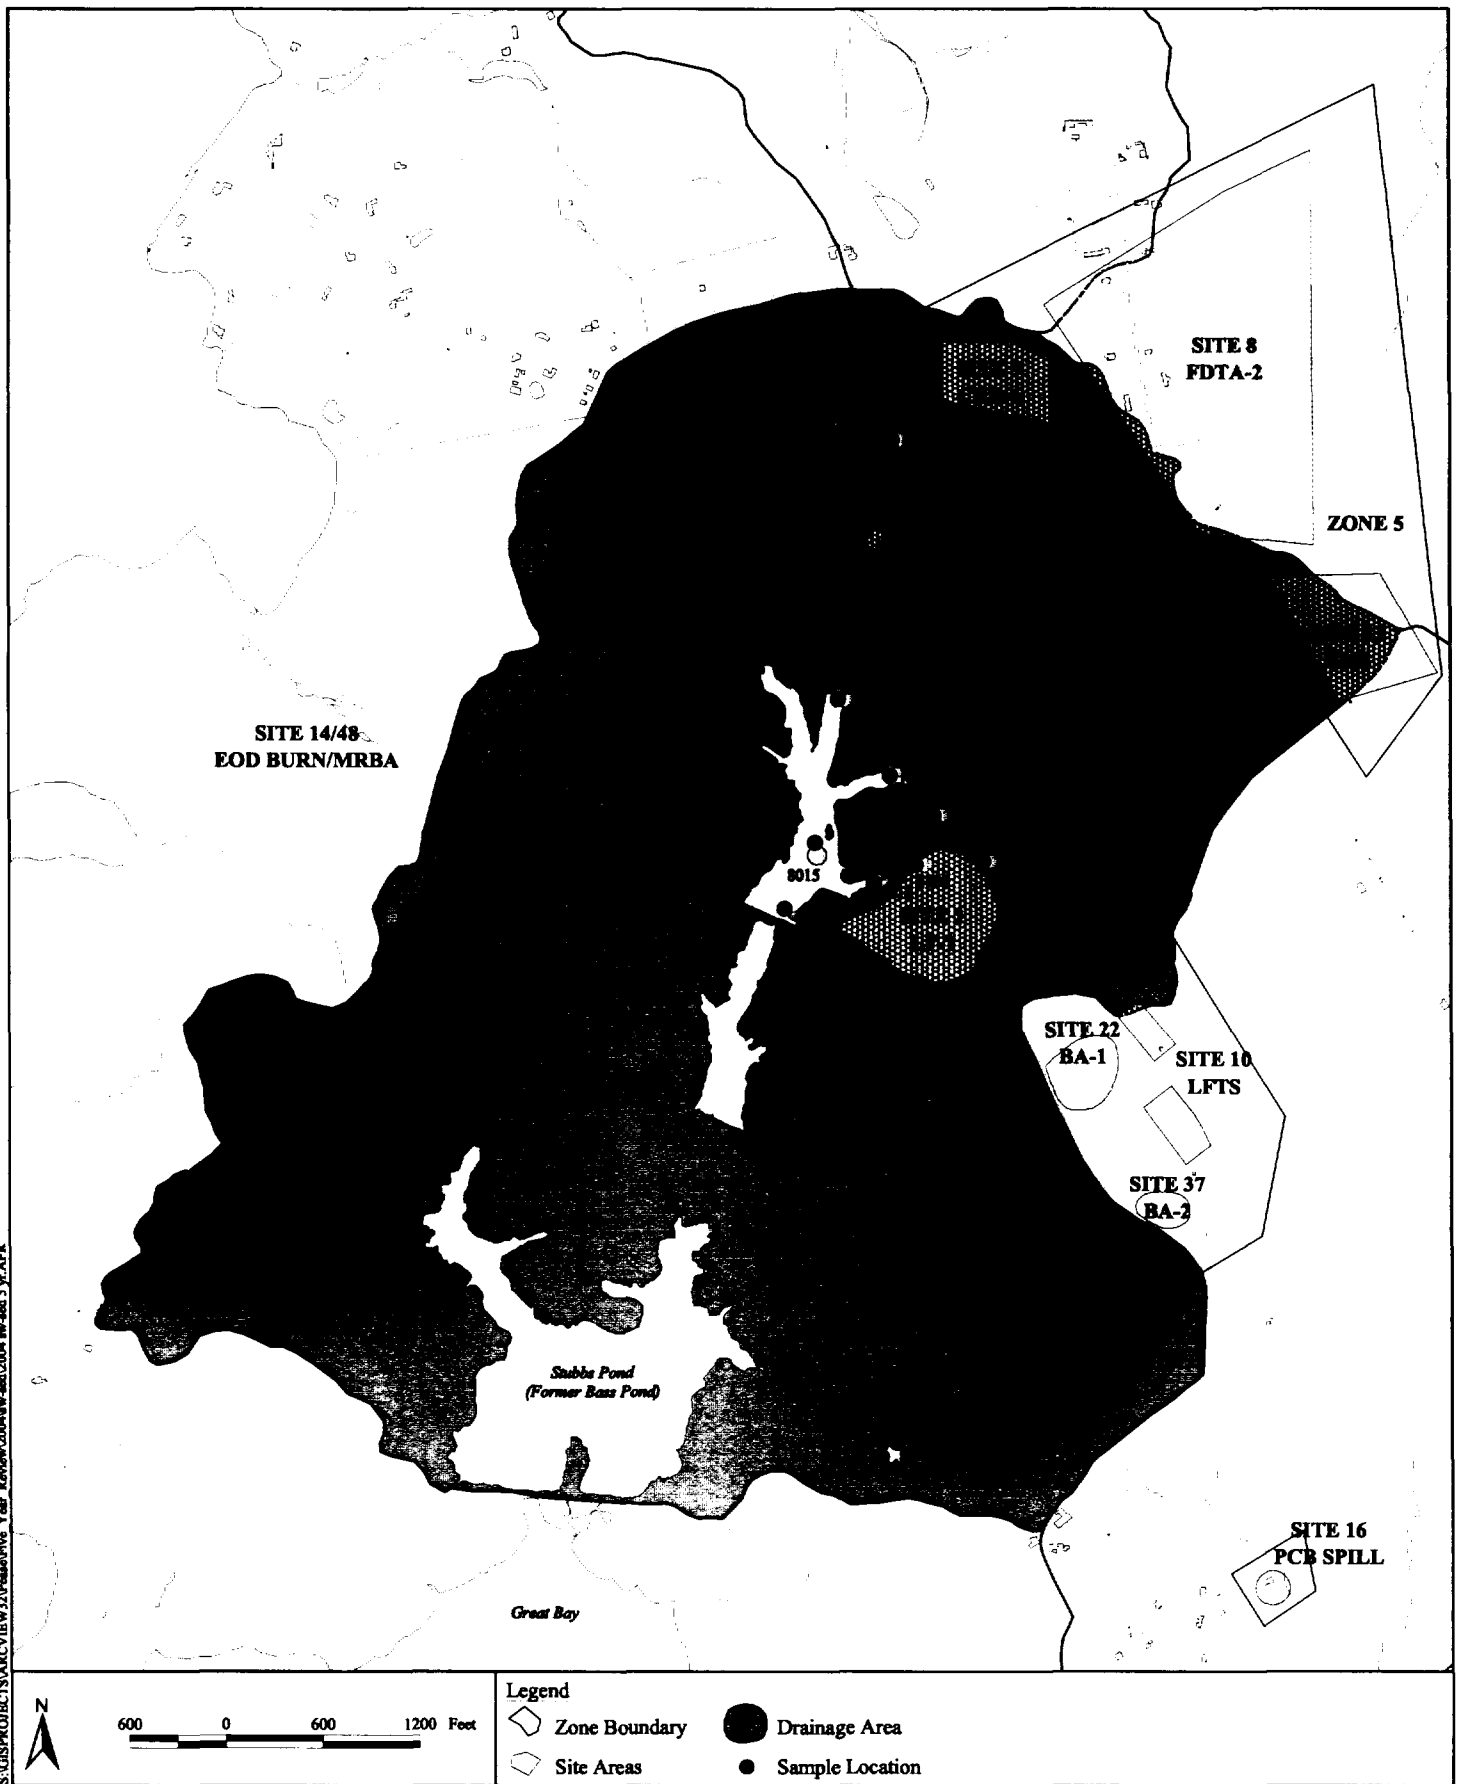 SITE 8
FDTA-2
ZONE 5
SITE 14/48
EOD BURN/MRBA
8015
SITE 22
BA-1
SITE 10
LFTS
SITE 37
BA-2
Stubbs Pond
(Former Bass Pond)
SITE 16
PCB SPILL
Great Bay
N
600 0 600 1200 Feet
Legend
Zone Boundary
Drainage Area
Site Areas
Sample Location